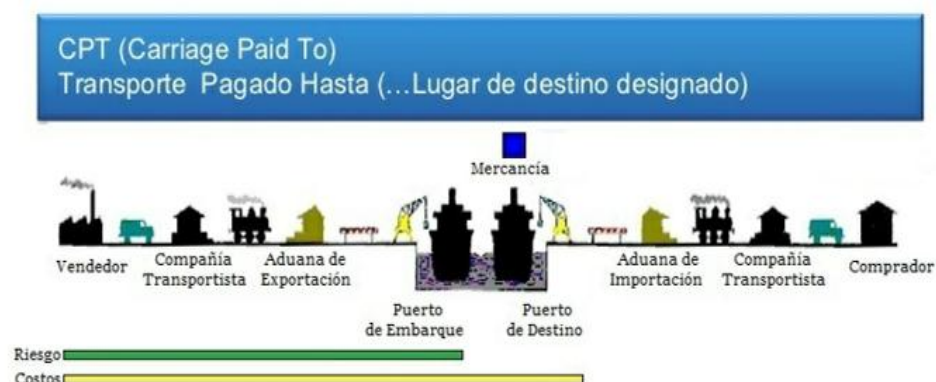 CPT (Carriage Paid To)
Transporte Pagado Hasta (...Lugar de destino designado)
Mercancía
Vendedor
Compañía
Transportista
Aduana de
Exportación
Puerto
de Embarque
Puerto
de Destino
Aduana de
Importación
Compañía
Transportista
Comprador
Riesgo
Costos